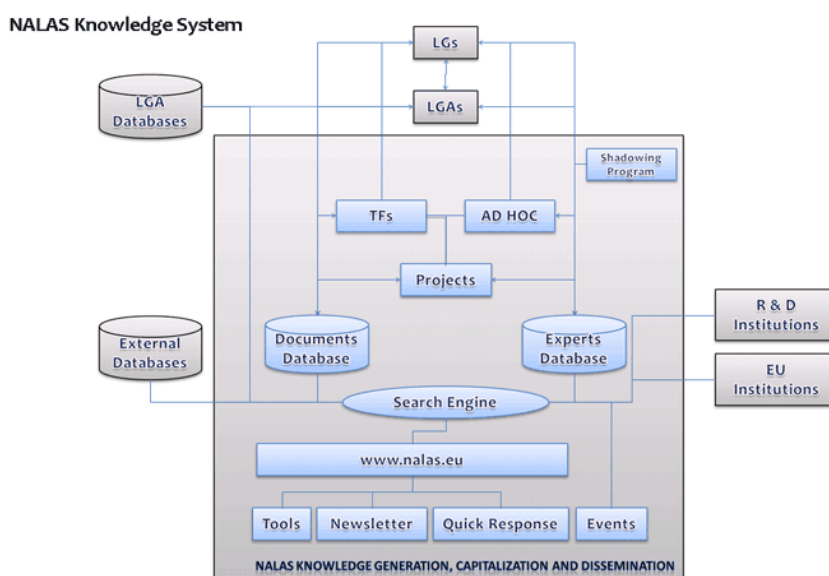 NALAS Knowledge System
LGs
LGA
Databases
LGAs
Shadowing
Program
TFs
AD HOC
Projects
R & D
Institutions
External
Databases
Documents
Database
Experts
Database
EU
Institutions
Search Engine
www.nalas.eu
Tools
Newsletter
Quick Response
Events
NALAS KNOWLEDGE GENERATION, CAPITALIZATION AND DISSEMINATION